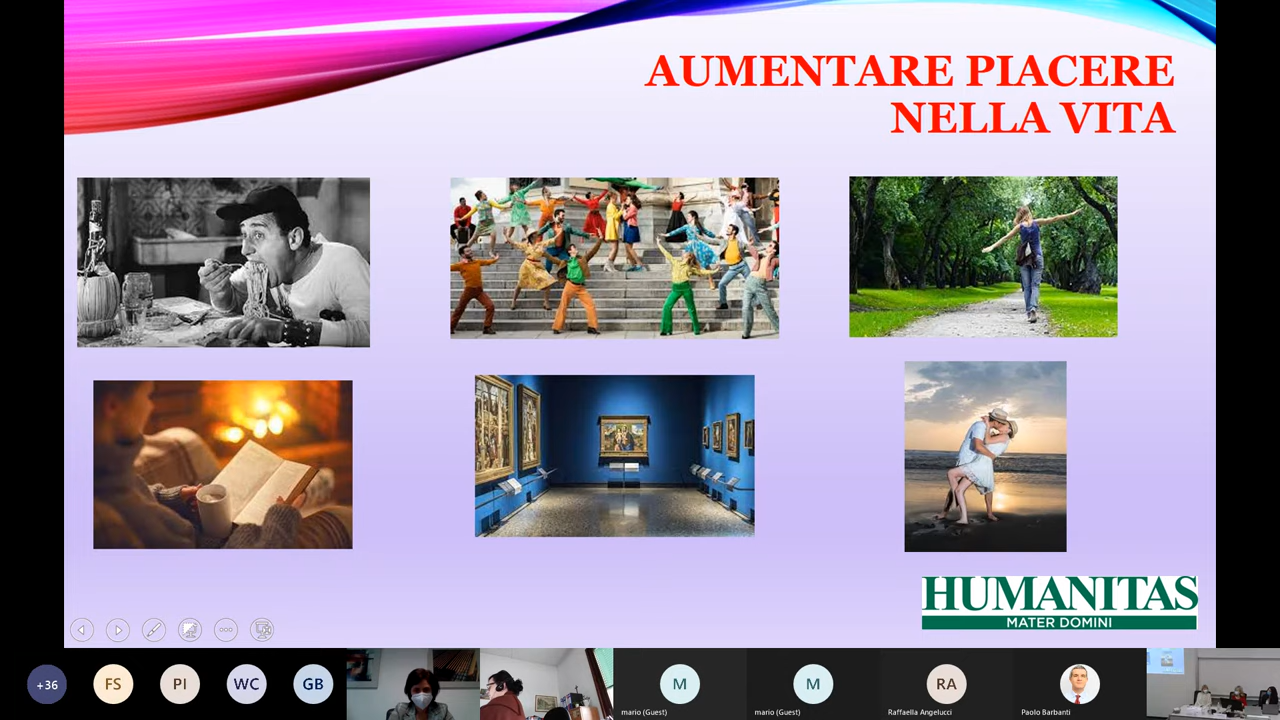 AUMENTARE PIACERE
NELLA VITA
HUMANITAS
MATER DOMINI
+36
FS
PI
WC
GB
M
mario (Guest)
M
mario (Guest)
RA
Raffaella Angelucci
Paolo Barbanti